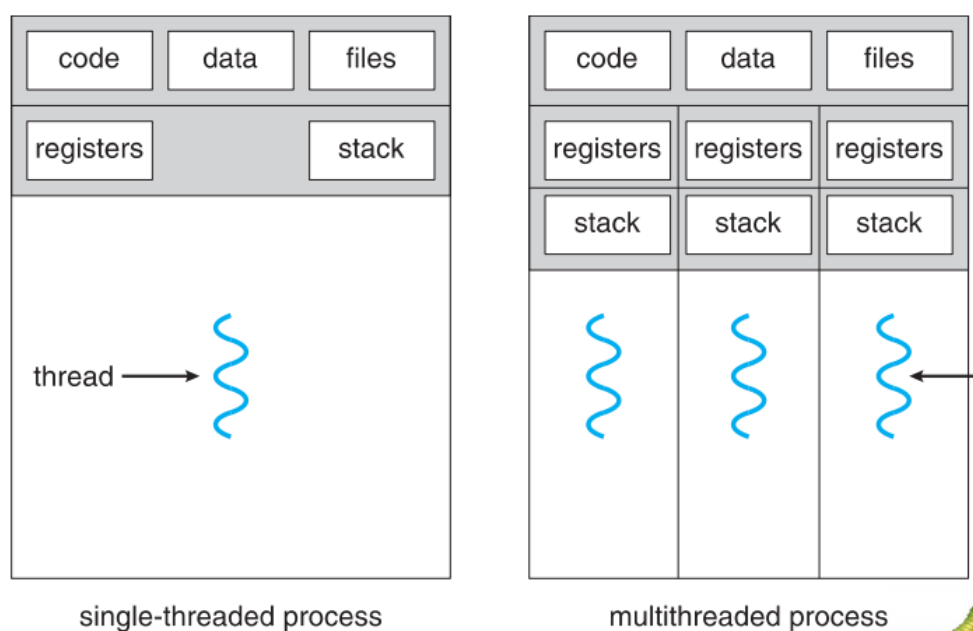 code data files
registers stack
thread
single-threaded process
code data files
registers registers registers
stack stack stack
multithreaded process